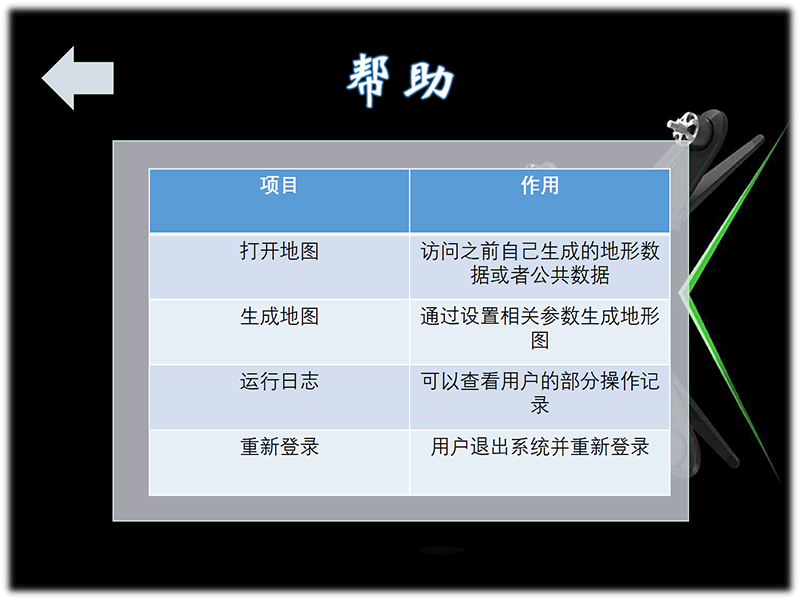 帮助
项目
作用
打开地图
访问之前自己生成的地形数
据或者公共数据
生成地图
通过设置相关参数生成地形
图
运行日志
可以查看用户的部分操作记
录
重新登录
用户退出系统并重新登录